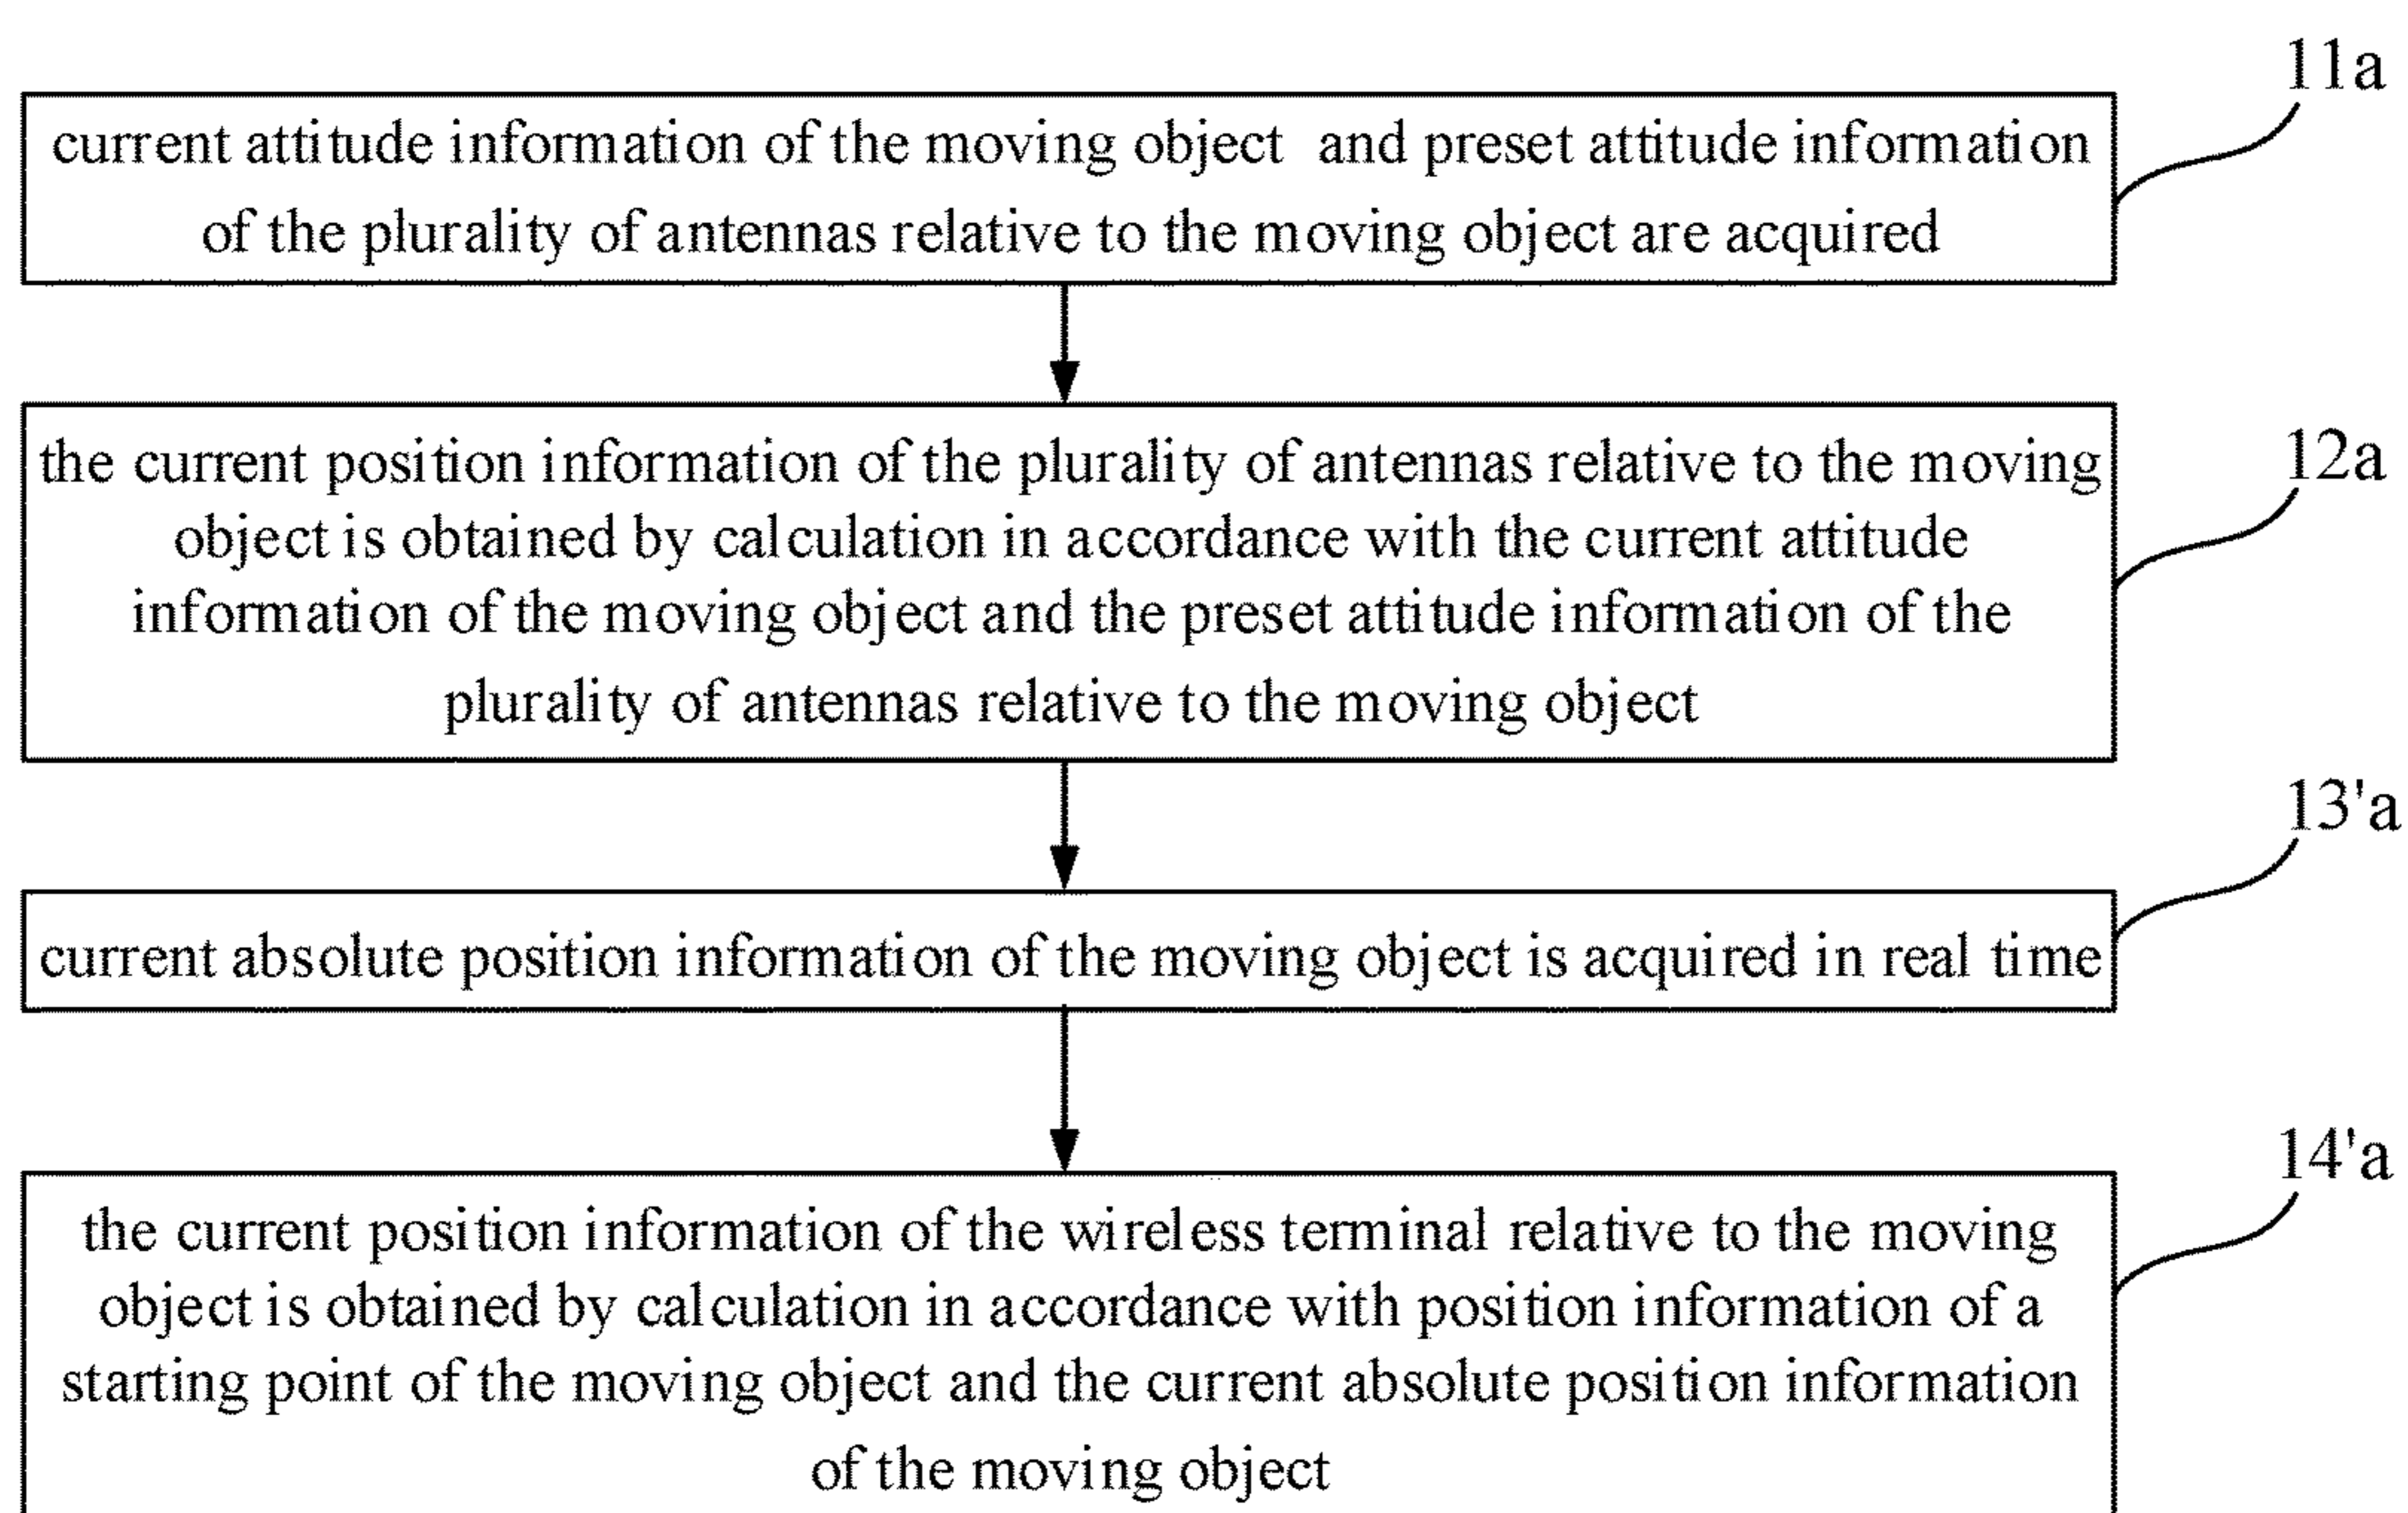 11a
current attitude information of the moving object and preset attitude information
of the plurality of antennas relative to the moving object are acquired
12a
the current position information of the plurality of antennas relative to the moving
object is obtained by calculation in accordance with the current attitude
information of the moving object and the preset attitude information of the
plurality of antennas relative to the moving object
13'a
current absolute position information of the moving object is acquired in real time
14'a
the current position information of the wireless terminal relative to the moving
object is obtained by calculation in accordance with position information of a
starting point of the moving object and the current absolute position information
of the moving object